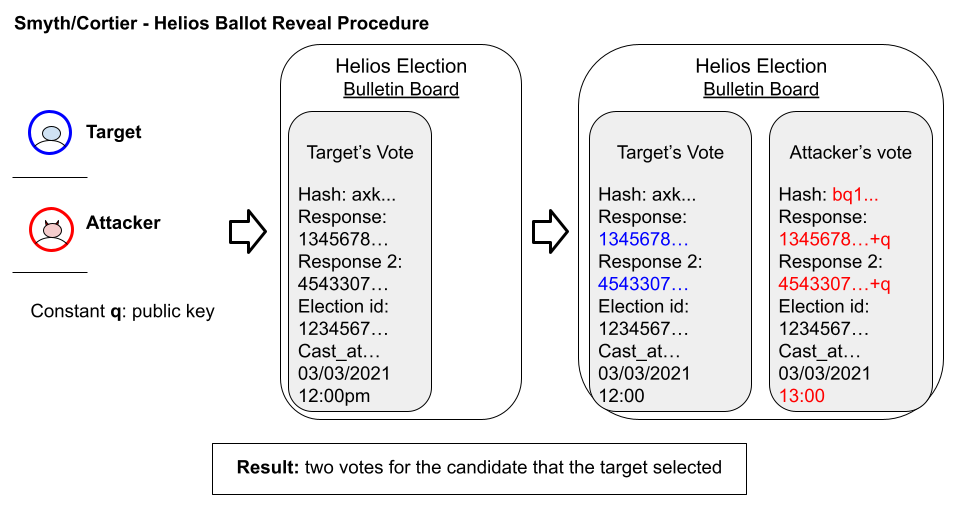 Smyth/Cortier - Helios Ballot Reveal Procedure
Target
Attacker
Constant q: public key
Helios Election
Bulletin Board
Target's Vote
Hash: axk...
Response:
1345678…
Response 2:
4543307…
Election id:
1234567…
Cast_at…
03/03/2021
12:00pm
Helios Election
Bulletin Board
Target's Vote
Hash: axk...
Response:
1345678…
Response 2:
4543307…
Election id:
1234567…
Cast_at…
03/03/2021
12:00
Attacker's vote
Hash: bq1...
Response:
1345678…+q
Response 2:
4543307…+q
Election id:
1234567…
Cast_at…
03/03/2021
13:00
Result: two votes for the candidate that the target selected